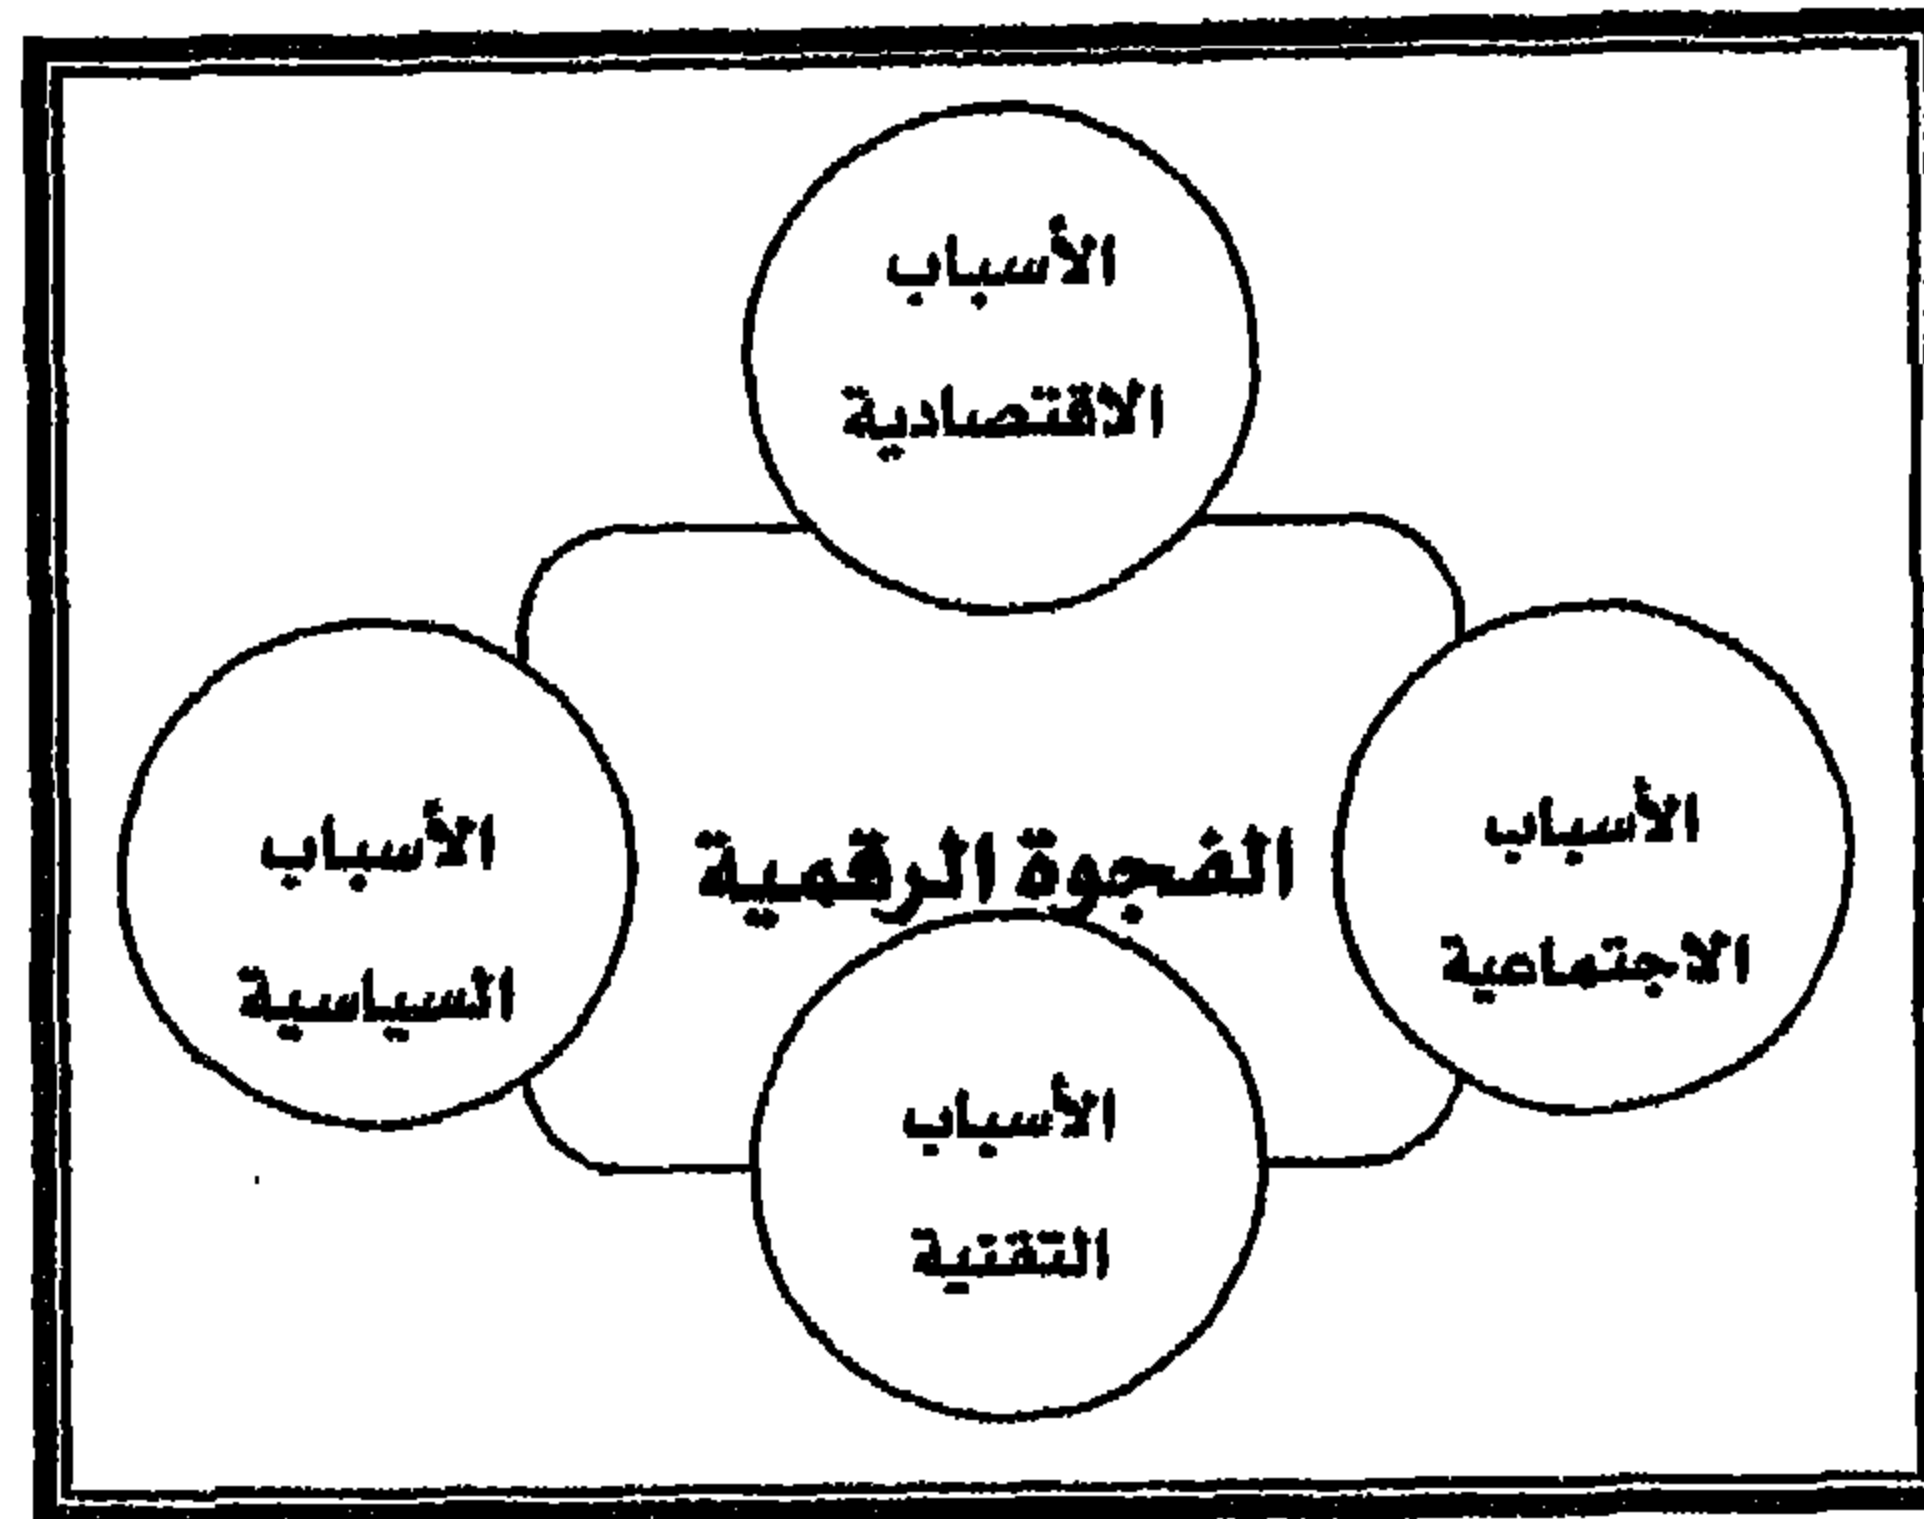 الأسباب
الاقتصادية
الأسباب
الاجتماعية
الفجوة الرقمية
الأسباب
السياسية
الأسباب
التقنية